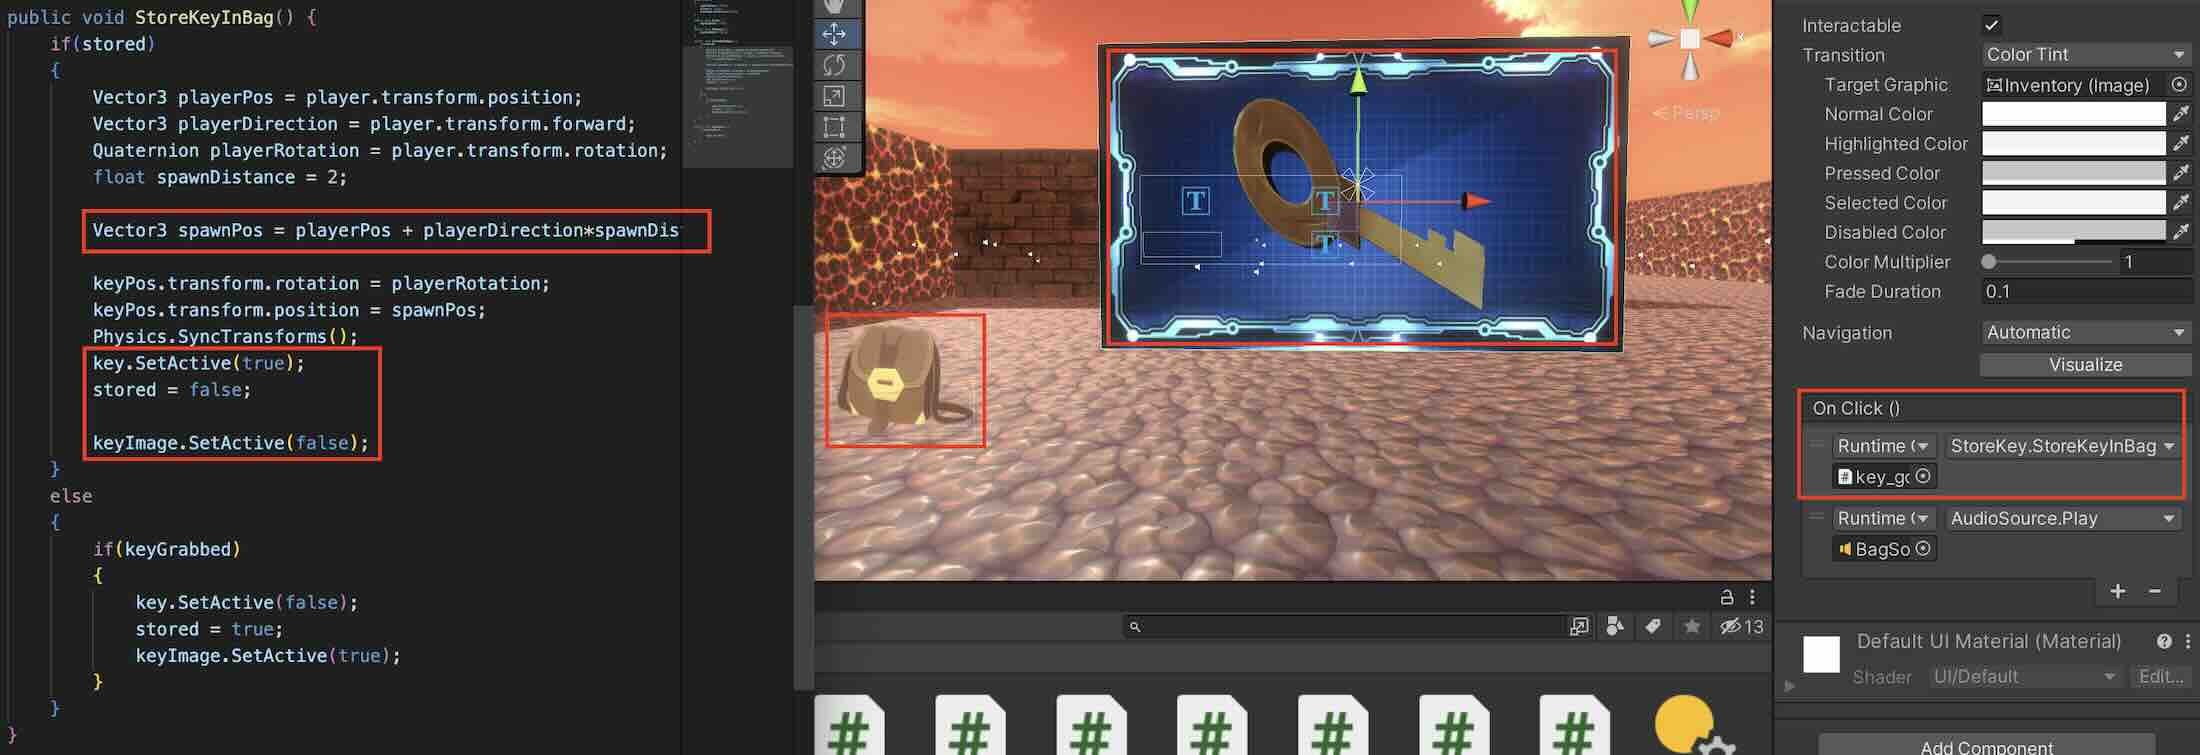 public void StoreKeyInBag() {
if(stored)
{
Vector3 playerPos = player.transform.position;
Vector3 playerDirection = player.transform.forward;
Quaternion playerRotation = player.transform.rotation;
float spawnDistance = 2;
Vector3 spawnPos = playerPos + playerDirection*spawnDis
keyPos.transform.rotation = playerRotation;
keyPos.transform.position = spawnPos;
Physics.SyncTransforms();
key.SetActive(true);
stored = false;
keyImage.SetActive(false);
}
else
{
if(keyGrabbed)
{
key.SetActive(false);
stored = true;
keyImage.SetActive(true);
}
}
}
x
< Persp
T
T
T
13
#
#
#
#
#
#
#
Interactable
Transition Color Tint
Target Graphic Inventory (Image)
Normal Color
Highlighted Color
Pressed Color
Selected Color
Disabled Color
Color Multiplier 1
Fade Duration 0.1
Navigation Automatic
Visualize
On Click ()
Runtime StoreKey.StoreKeyInBag
key_go
Runtime AudioSource.Play
BagSo
+ −
Default UI Material (Material)
Shader UI/Default Edit...
Add Component